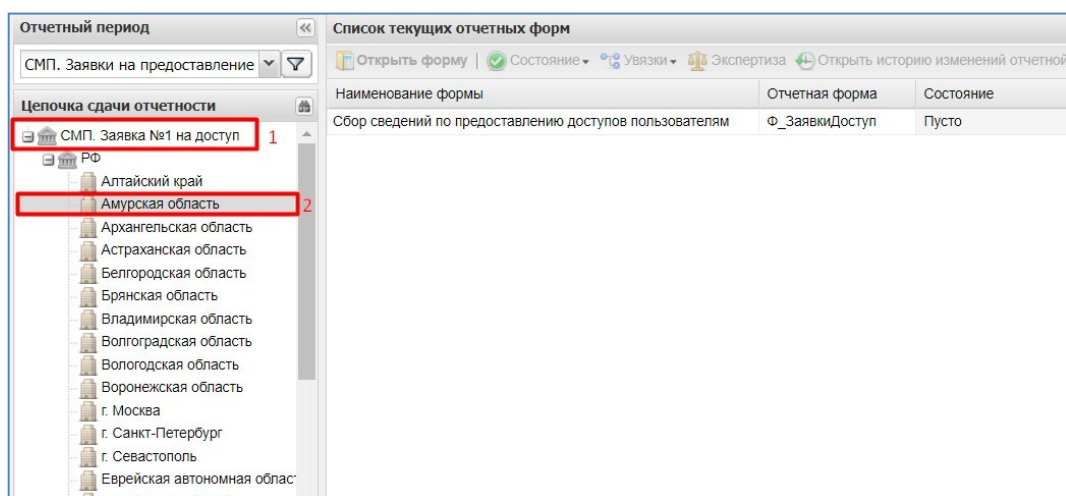 Отчетный период
СМП. Заявки на предоставление
Цепочка сдачи отчетности
СМП. Заявка №1 на доступ 1
РФ
Алтайский край
Амурская область 2
Архангельская область
Астраханская область
Белгородская область
Брянская область
Владимирская область
Волгоградская область
Вологодская область
Воронежская область
г. Москва
г. Санкт-Петербург
г. Севастополь
Еврейская автономная облас
Список текущих отчетных форм
Открыть форму | Состояние Увязки Экспертиза Открыть историю изменений отчетной
Наименование формы Отчетная форма Состояние
Сбор сведений по предоставлению доступов пользователям Ф_ЗаявкиДоступ Пусто